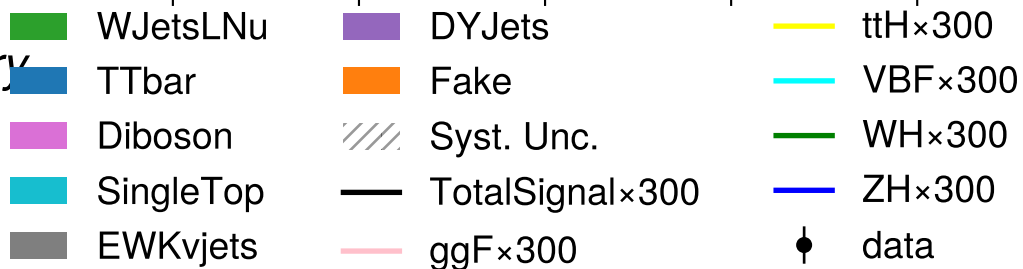 WJetsLNu DYJets ttH×300
TTbar Fake VBF×300
Diboson Syst. Unc. WH×300
SingleTop TotalSignal×300 ZH×300
EWKvjets ggF×300 data